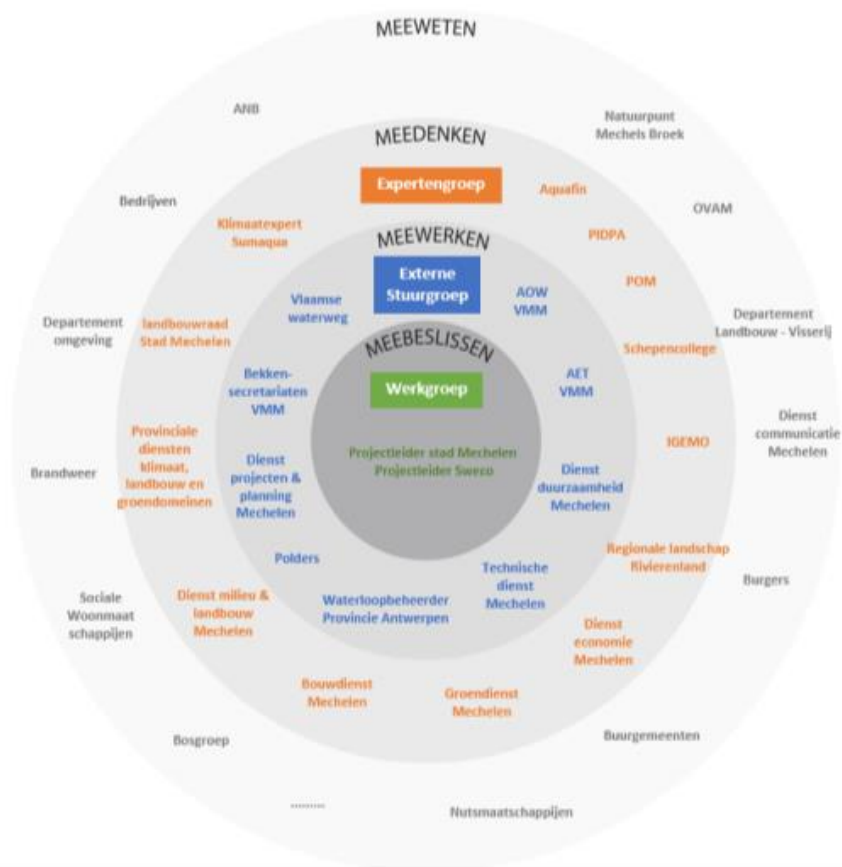 MEEWETEN
ANB
Natuurpunt
Mechels Broek
MEEDENKEN
Expertengroep
Aquafin
Bedrijven
OVAM
Klimaatexpert
Sumaqua
PIDPA
MEEWERKEN
Externe
Stuurgroep
POM
Vlaamse
waterweg
AOW
VMM
Departement
omgeving
landbouwraad
Stad Mechelen
Departement
Landbouw - Visserij
MEEBESLISSEN
Schepencollege
Bekken-
secretariaten
VMM
Werkgroep
AET
VMM
Dienst
communicatie
Mechelen
Provinciale
diensten
klimaat,
landbouw en
groendomeinen
IGEMO
Projectleider stad Mechelen
Projectleider Sweco
Brandweer
Dienst
projecten &
planning
Mechelen
Dienst
duurzaamheid
Mechelen
Polders
Regionale landschap
Rivierenland
Technische
dienst
Mechelen
Burgers
Sociale
Woonmaat
schappijen
Dienst milieu &
landbouw
Mechelen
Waterloopbeheerder
Provincie Antwerpen
Dienst
economie
Mechelen
Bouwdienst
Mechelen
Groendienst
Mechelen
Bosgroep
Buurgemeenten
.........
Nutsmaatschappijen